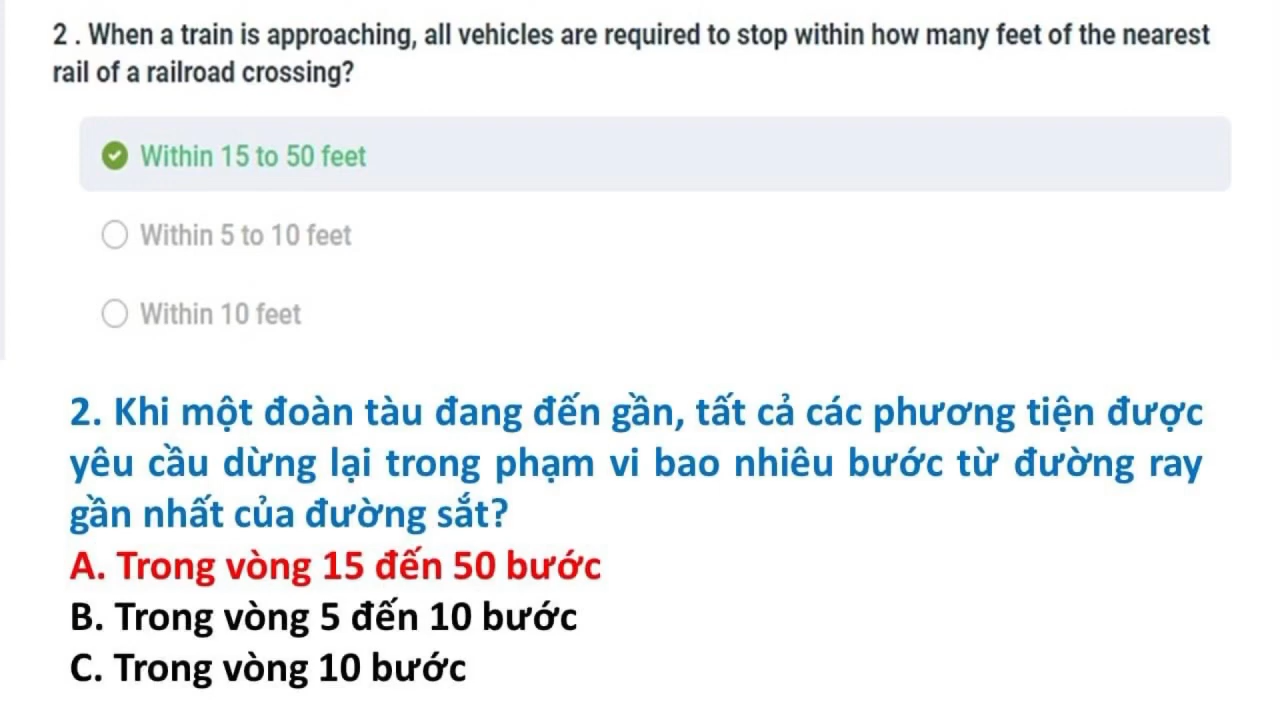 2 . When a train is approaching, all vehicles are required to stop within how many feet of the nearest
rail of a railroad crossing?
Within 15 to 50 feet
Within 5 to 10 feet
Within 10 feet
2. Khi một đoàn tàu đang đến gần, tất cả các phương tiện được
yêu cầu dừng lại trong phạm vi bao nhiêu bước từ đường ray
gần nhất của đường sắt?
A. Trong vòng 15 đến 50 bước
B. Trong vòng 5 đến 10 bước
C. Trong vòng 10 bước